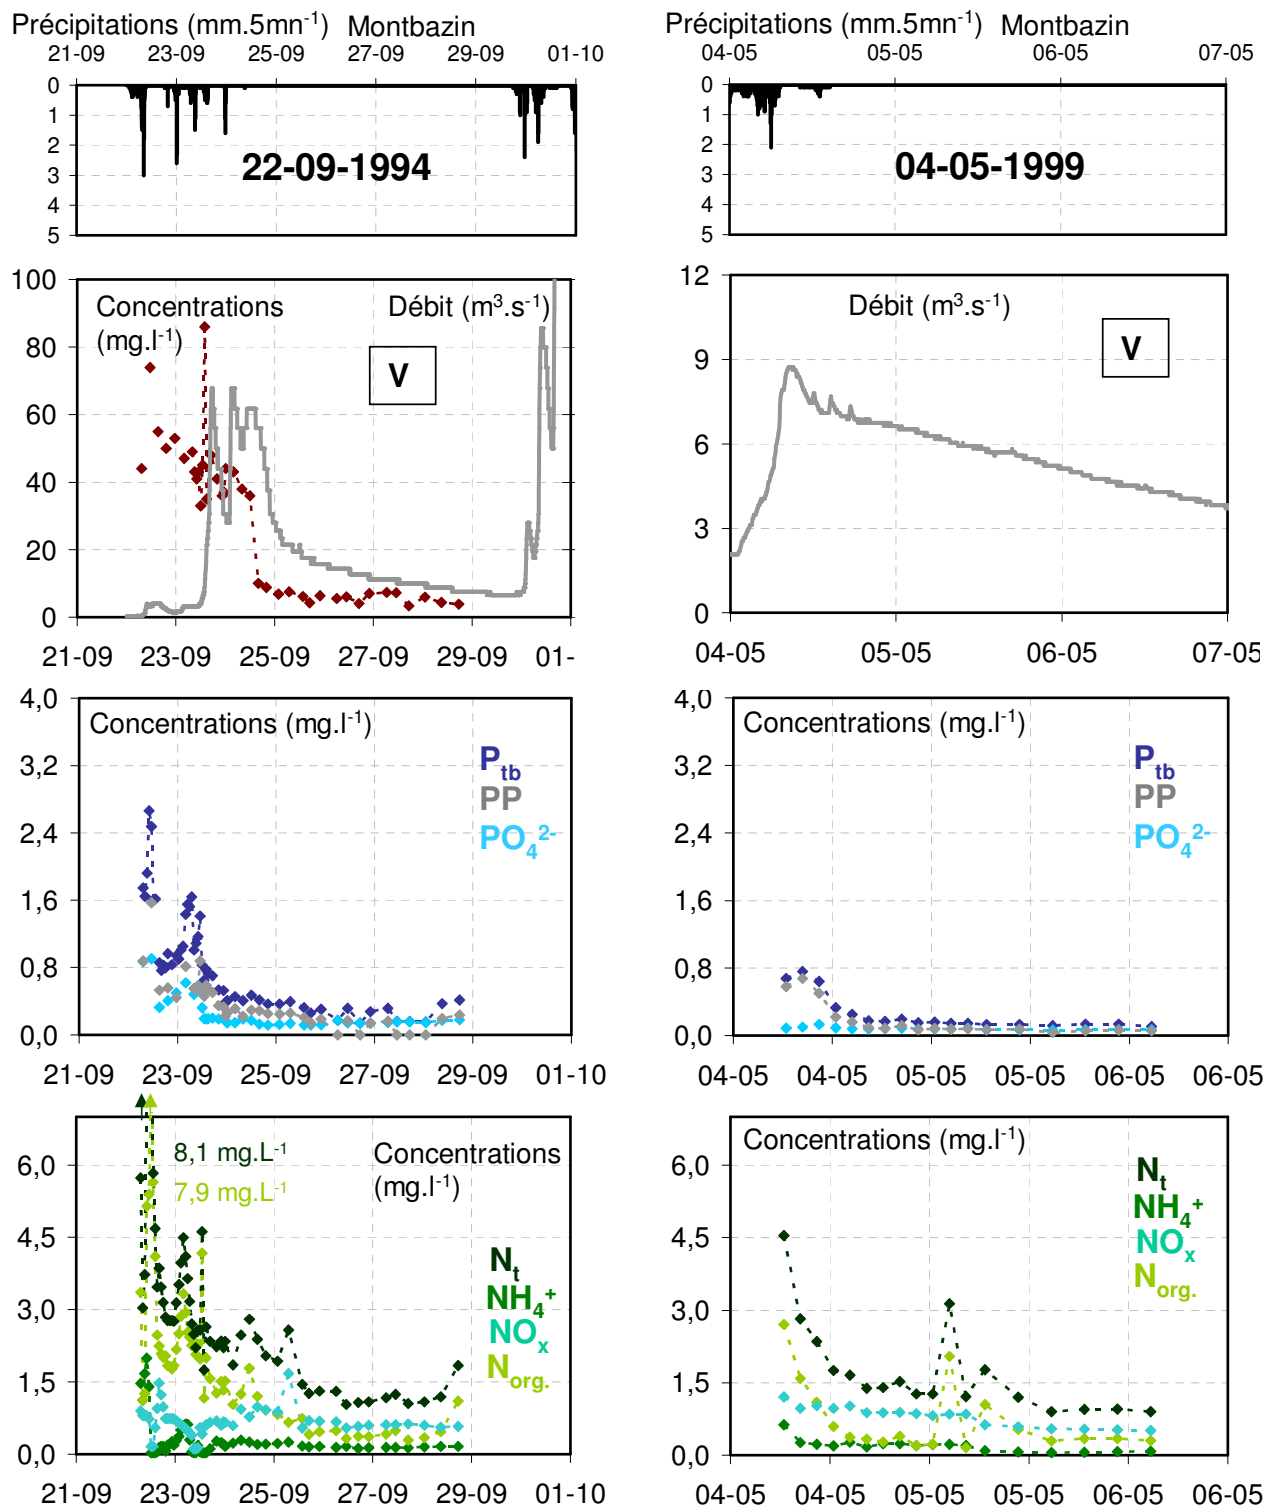 Précipitations (mm.5mn⁻¹) Montbazin
21-09 23-09 25-09 27-09 29-09 01-10
0
1
2
3
4
5
22-09-1994
Précipitations (mm.5mn⁻¹) Montbazin
04-05 05-05 06-05 07-05
0
1
2
3
4
5
04-05-1999
100
80
60
40
20
0
Concentrations
(mg.l⁻¹)
Débit (m³.s⁻¹)
V
21-09 23-09 25-09 27-09 29-09 01-
12
9
6
3
0
Débit (m³.s⁻¹)
V
04-05 05-05 06-05 07-05
4,0
3,2
2,4
1,6
0,8
0,0
Concentrations (mg.l⁻¹)
P_tb
PP
PO₄²⁻
21-09 23-09 25-09 27-09 29-09 01-10
4,0
3,2
2,4
1,6
0,8
0,0
Concentrations (mg.l⁻¹)
P_tb
PP
PO₄²⁻
04-05 04-05 05-05 05-05 06-05 06-05
6,0
4,5
3,0
1,5
0,0
8,1 mg.L⁻¹
7,9 mg.L⁻¹
Concentrations
(mg.l⁻¹)
N_t
NH₄⁺
NO_x
N_org.
21-09 23-09 25-09 27-09 29-09 01-10
6,0
4,5
3,0
1,5
0,0
Concentrations (mg.l⁻¹)
N_t
NH₄⁺
NO_x
N_org.
04-05 04-05 05-05 05-05 06-05 06-05